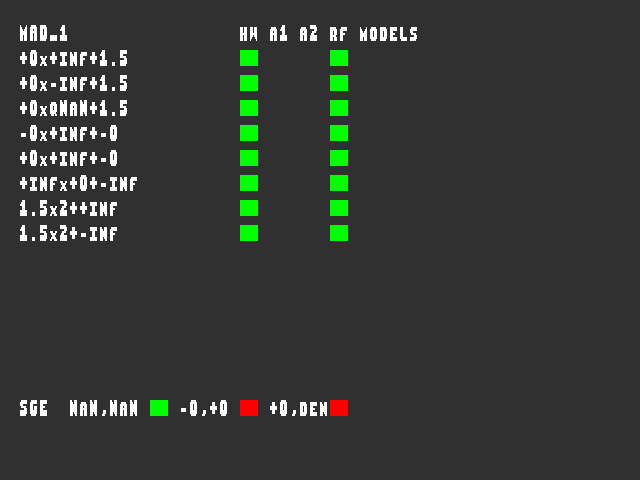 MAD_1 HW A1 A2 RF MODELS
+0x+INF+1.5
+0x-INF+1.5
+0xQNAN+1.5
-0x+INF+-0
+0x+INF+-0
+INFx+0+-INF
1.5x2++INF
1.5x2+-INF
SGE NAN,NAN -0,+0 +0,DEN